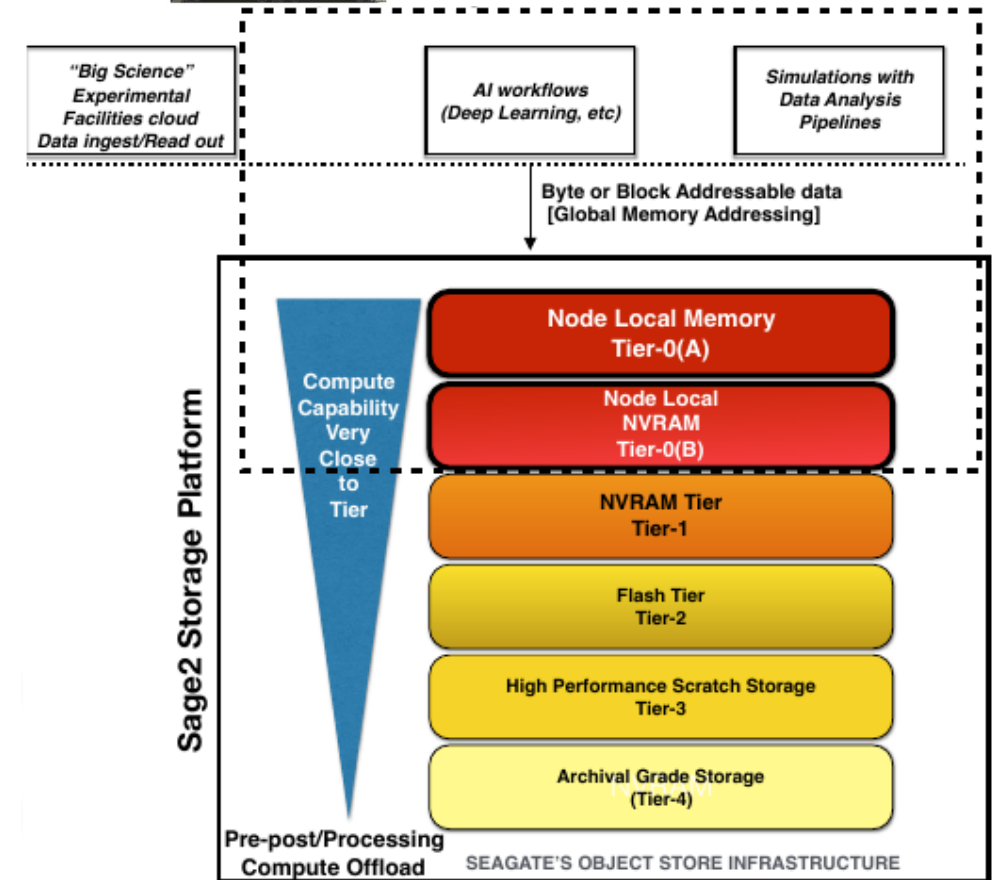 “Big Science”
Experimental
Facilities cloud
Data ingest/Read out
AI workflows
(Deep Learning, etc)
Simulations with
Data Analysis
Pipelines
Byte or Block Addressable data
[Global Memory Addressing]
Sage2 Storage Platform
Compute
Capability
Very
Close
to
Tier
Node Local Memory
Tier-0(A)
Node Local
NVRAM
Tier-0(B)
NVRAM Tier
Tier-1
Flash Tier
Tier-2
High Performance Scratch Storage
Tier-3
Archival Grade Storage
(Tier-4)
Pre-post/Processing
Compute Offload
SEAGATE'S OBJECT STORE INFRASTRUCTURE